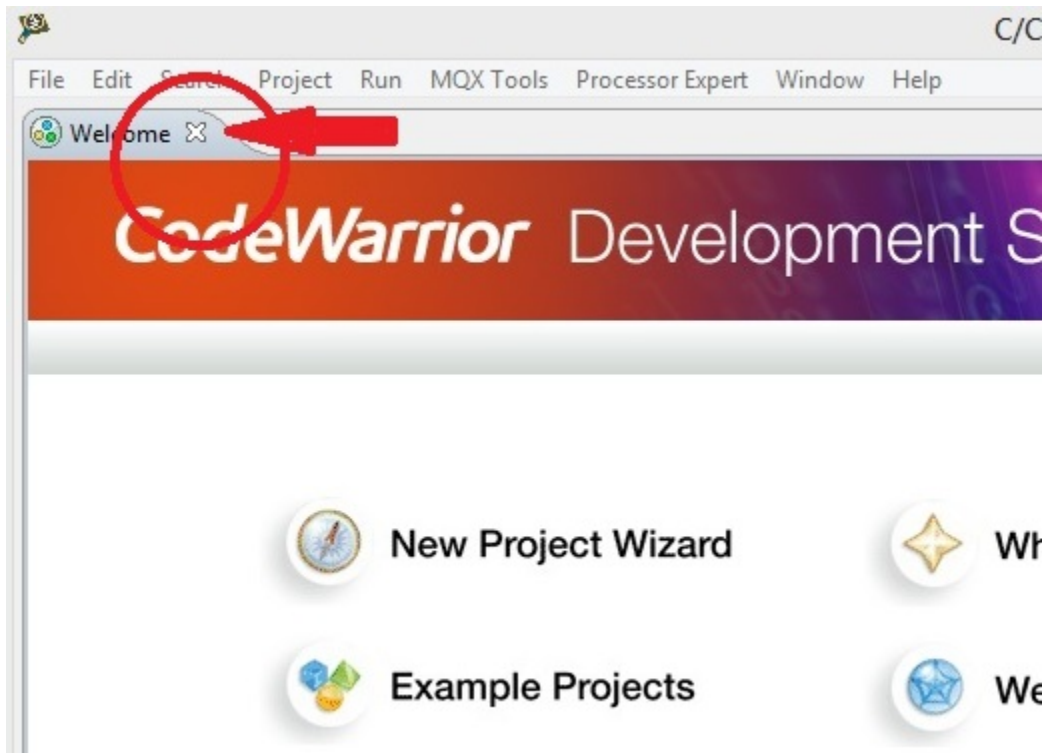 C/C
File Edit Search Project Run MQX Tools Processor Expert Window Help
Welcome
CodeWarrior Development S
New Project Wizard
Wh
Example Projects
We